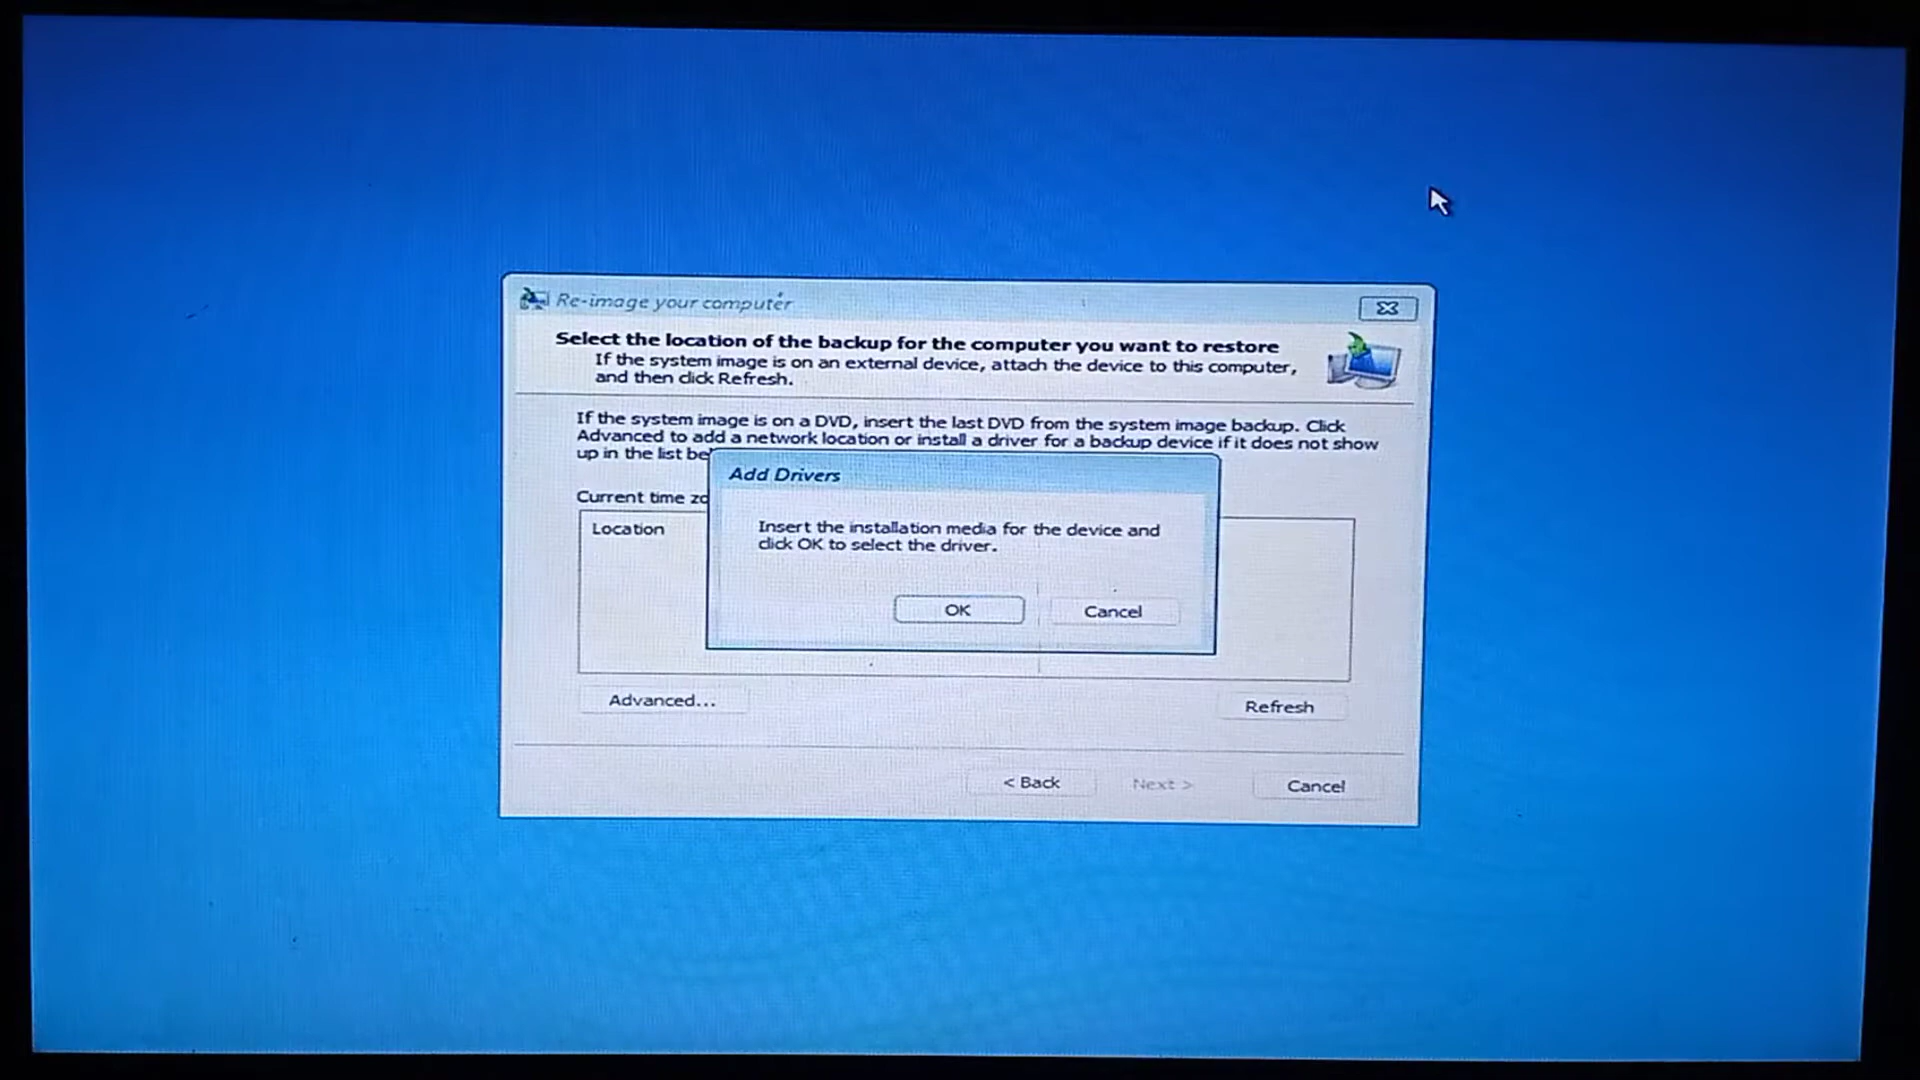 Re-image your computer
Select the location of the backup for the computer you want to restore
If the system image is on an external device, attach the device to this computer,
and then click Refresh.
If the system image is on a DVD, insert the last DVD from the system image backup. Click
Advanced to add a network location or install a driver for a backup device if it does not show
up in the list be
Add Drivers
Current time zo
Location
Insert the installation media for the device and
click OK to select the driver.
OK
Cancel
Advanced...
Refresh
< Back
Next >
Cancel